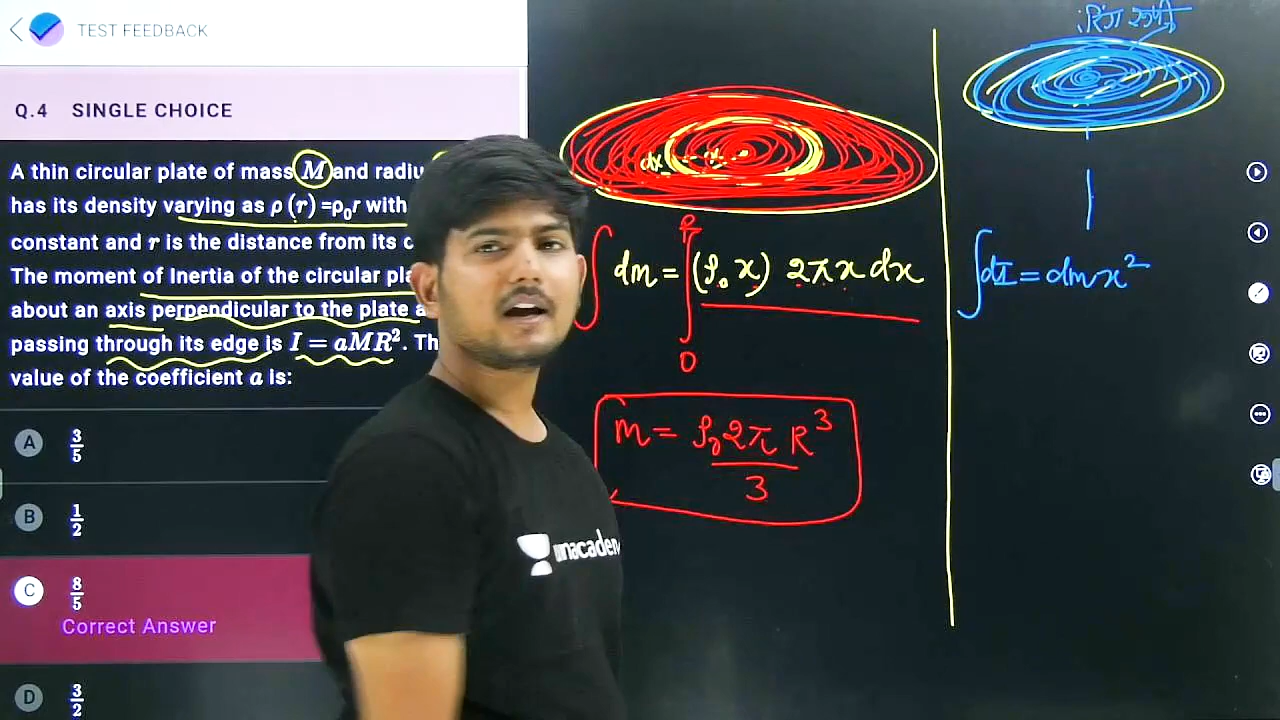 TEST FEEDBACK
Q.4 SINGLE CHOICE
A thin circular plate of mass M and radiu
has its density varying as ρ (r) =ρ₀r with
constant and r is the distance from its c
The moment of Inertia of the circular pla
about an axis perpendicular to the plate a
passing through its edge is I = aMR². Th
value of the coefficient a is:
A 3/5
B 1/2
C 8/5
Correct Answer
D 3/2
dx x
∫ dm = ∫₀ᴿ (ρ₀ x) 2πx dx
m = ρ₀2π R³/3
रिंग
∫dI = dm x²
unacadem